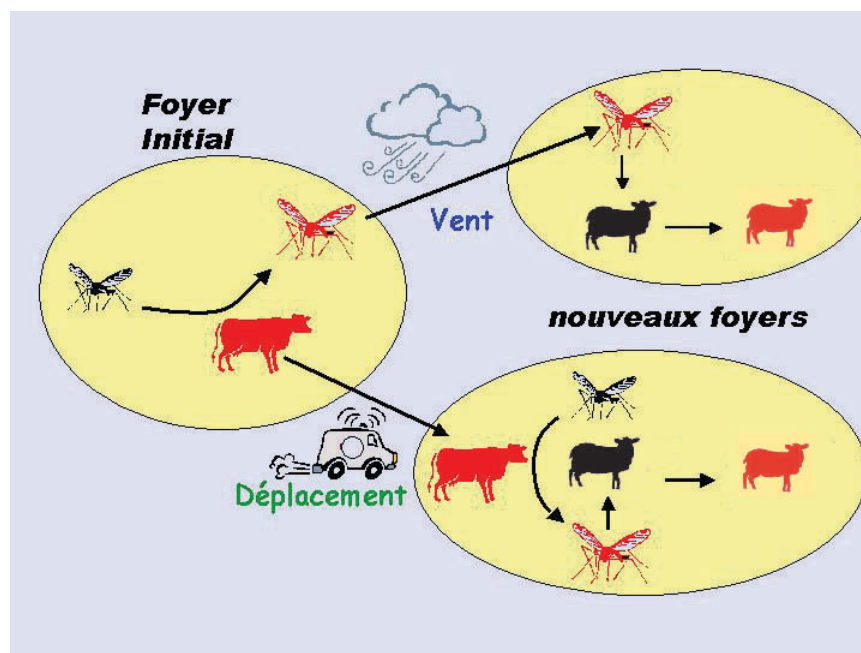 Foyer
Initial
Vent
nouveaux foyers
Déplacement